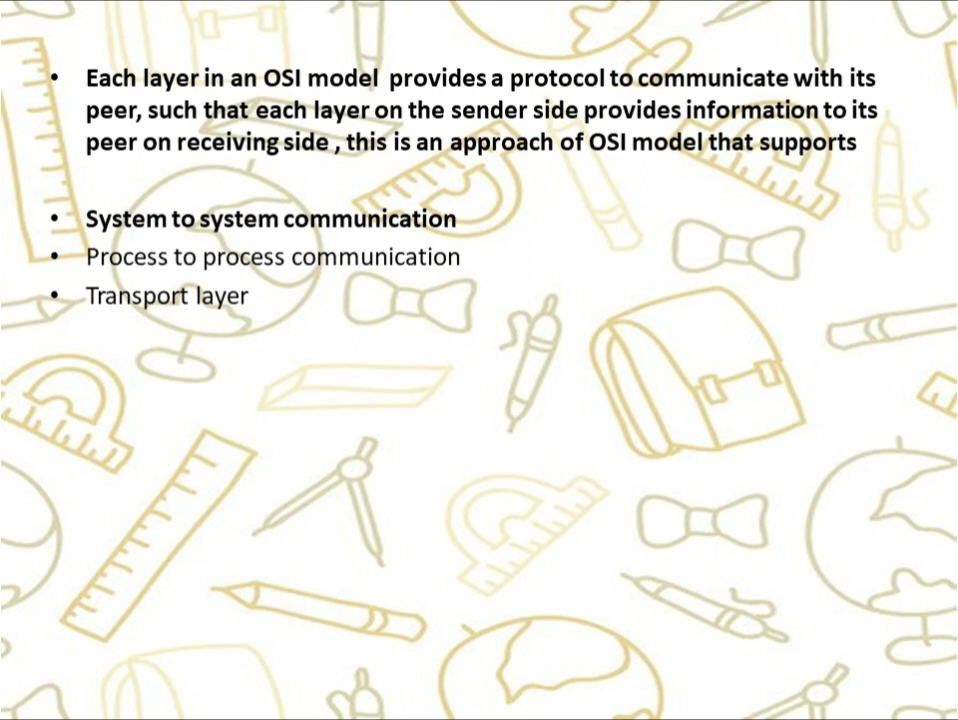 • Each layer in an OSI model  provides a protocol to communicate with its
peer, such that each layer on the sender side provides information to its
peer on receiving side , this is an approach of OSI model that supports
• System to system communication
• Process to process communication
• Transport layer